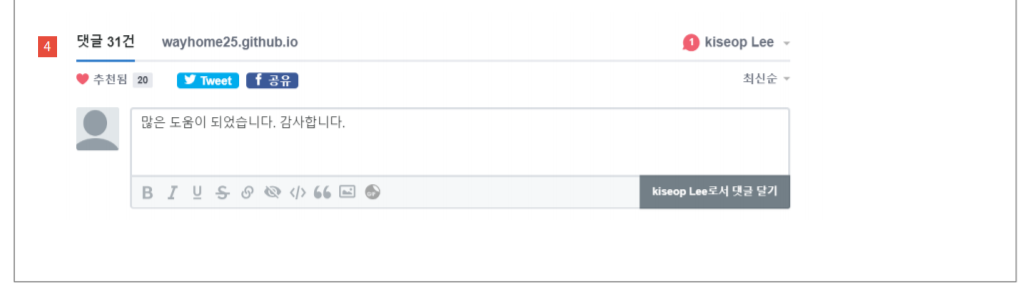 4
댓글 31건 wayhome25.github.io 1 kiseop Lee
추천됨 20 Tweet f 공유 최신순
많은 도움이 되었습니다. 감사합니다.
B I U S </> kiseop Lee로서 댓글 달기